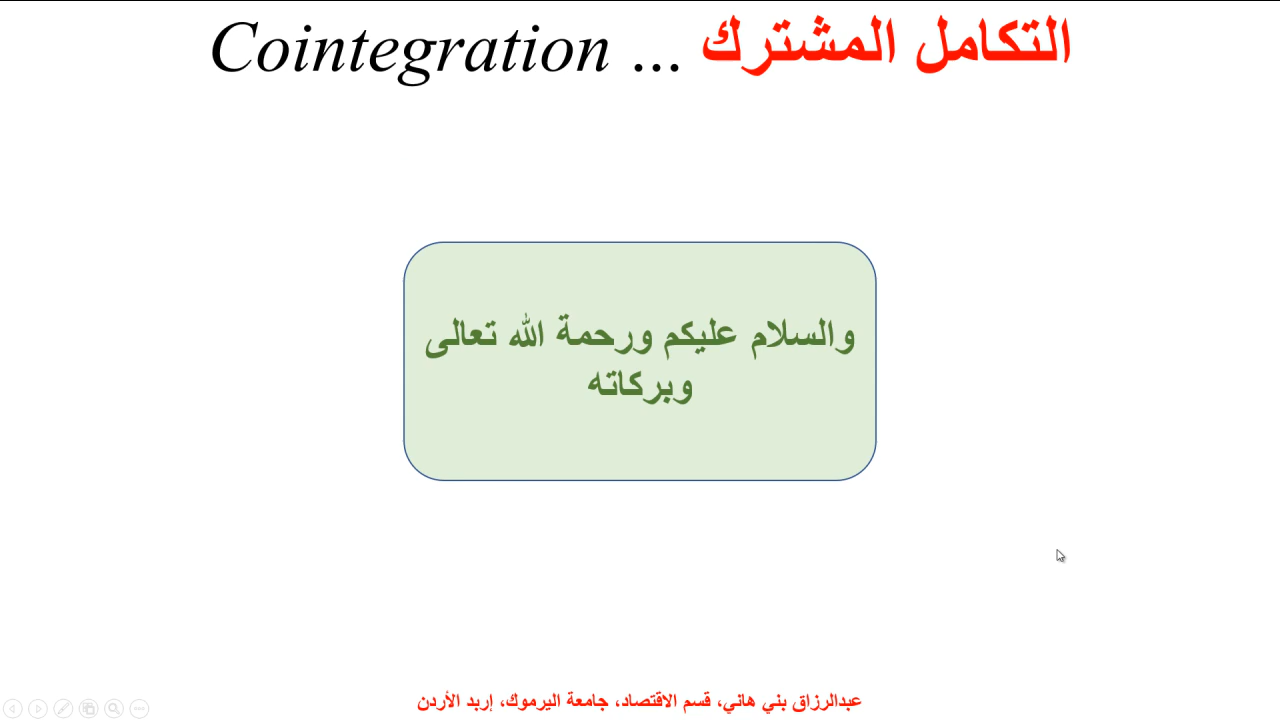 التكامل المشترك ... Cointegration
والسلام عليكم ورحمة الله تعالى
وبركاته
عبدالرزاق بني هاني، قسم الاقتصاد، جامعة اليرموك، إربد الأردن